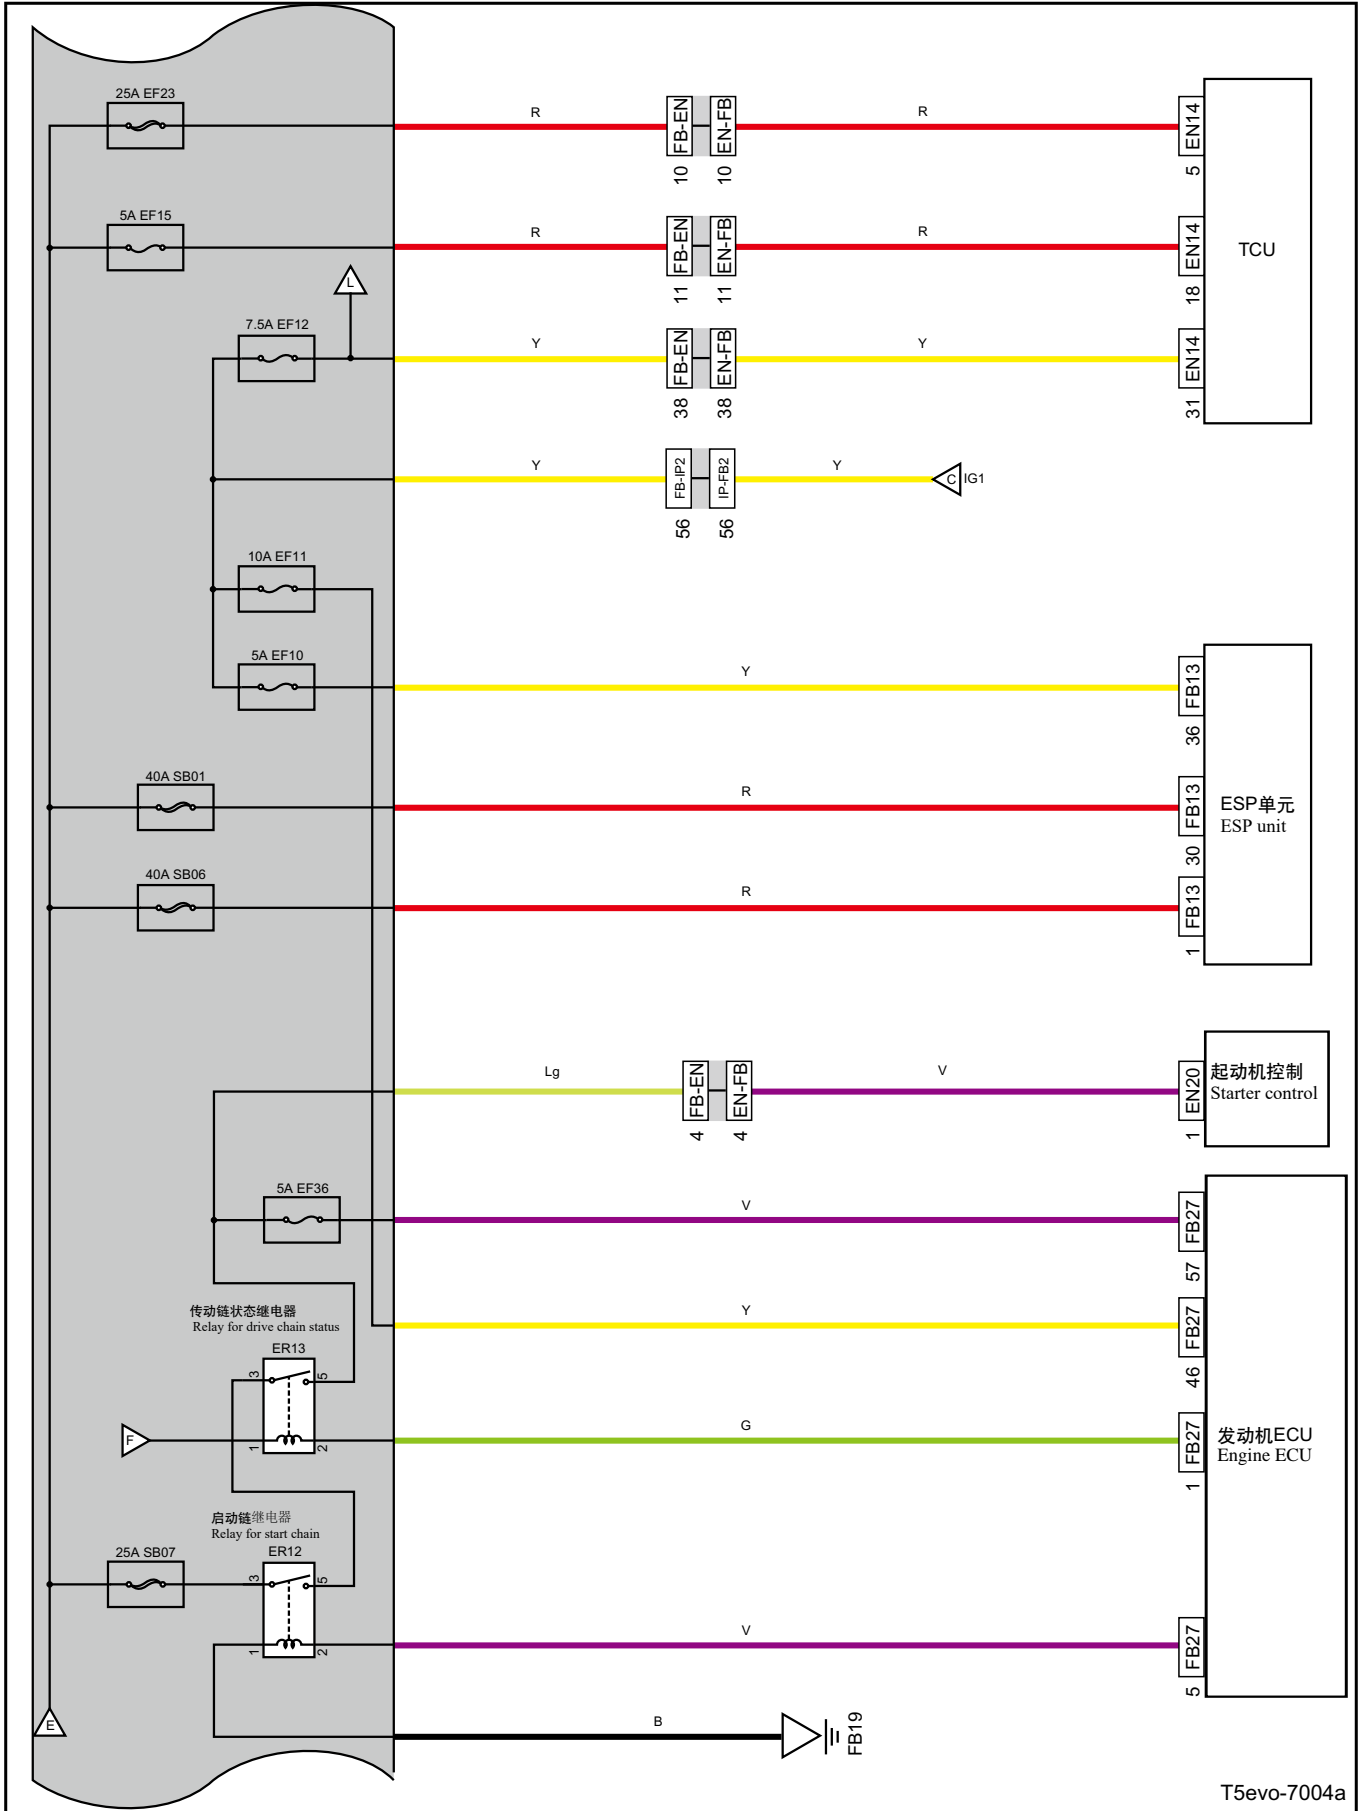 25A EF23
R
FB-EN
EN-FB
R
EN14
10
10
5
5A EF15
R
FB-EN
EN-FB
R
EN14
TCU
11
11
18
L
7.5A EF12
Y
FB-EN
EN-FB
Y
EN14
38
38
31
Y
FB-IP2
IP-FB2
Y
C
IG1
56
56
10A EF11
5A EF10
Y
FB13
36
40A SB01
R
FB13
ESP单元
ESP unit
30
40A SB06
R
FB13
1
Lg
FB-EN
EN-FB
V
EN20
起动机控制
Starter control
4
4
1
5A EF36
V
FB27
57
传动链状态继电器
Relay for drive chain status
Y
FB27
46
ER13
3
5
F
1
2
G
FB27
发动机ECU
Engine ECU
1
启动链继电器
Relay for start chain
25A SB07
ER12
3
5
1
2
V
FB27
5
E
B
FB19
T5evo-7004a